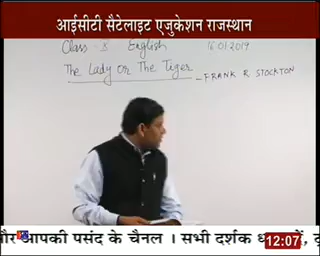 आईसीटी सैटेलाइट एजुकेशन राजस्थान
Class - X English 16.01.2019
The Lady or The Tiger
- FRANK R STOCKTON
और आपकी पसंद के चैनल । सभी दर्शक
12:07